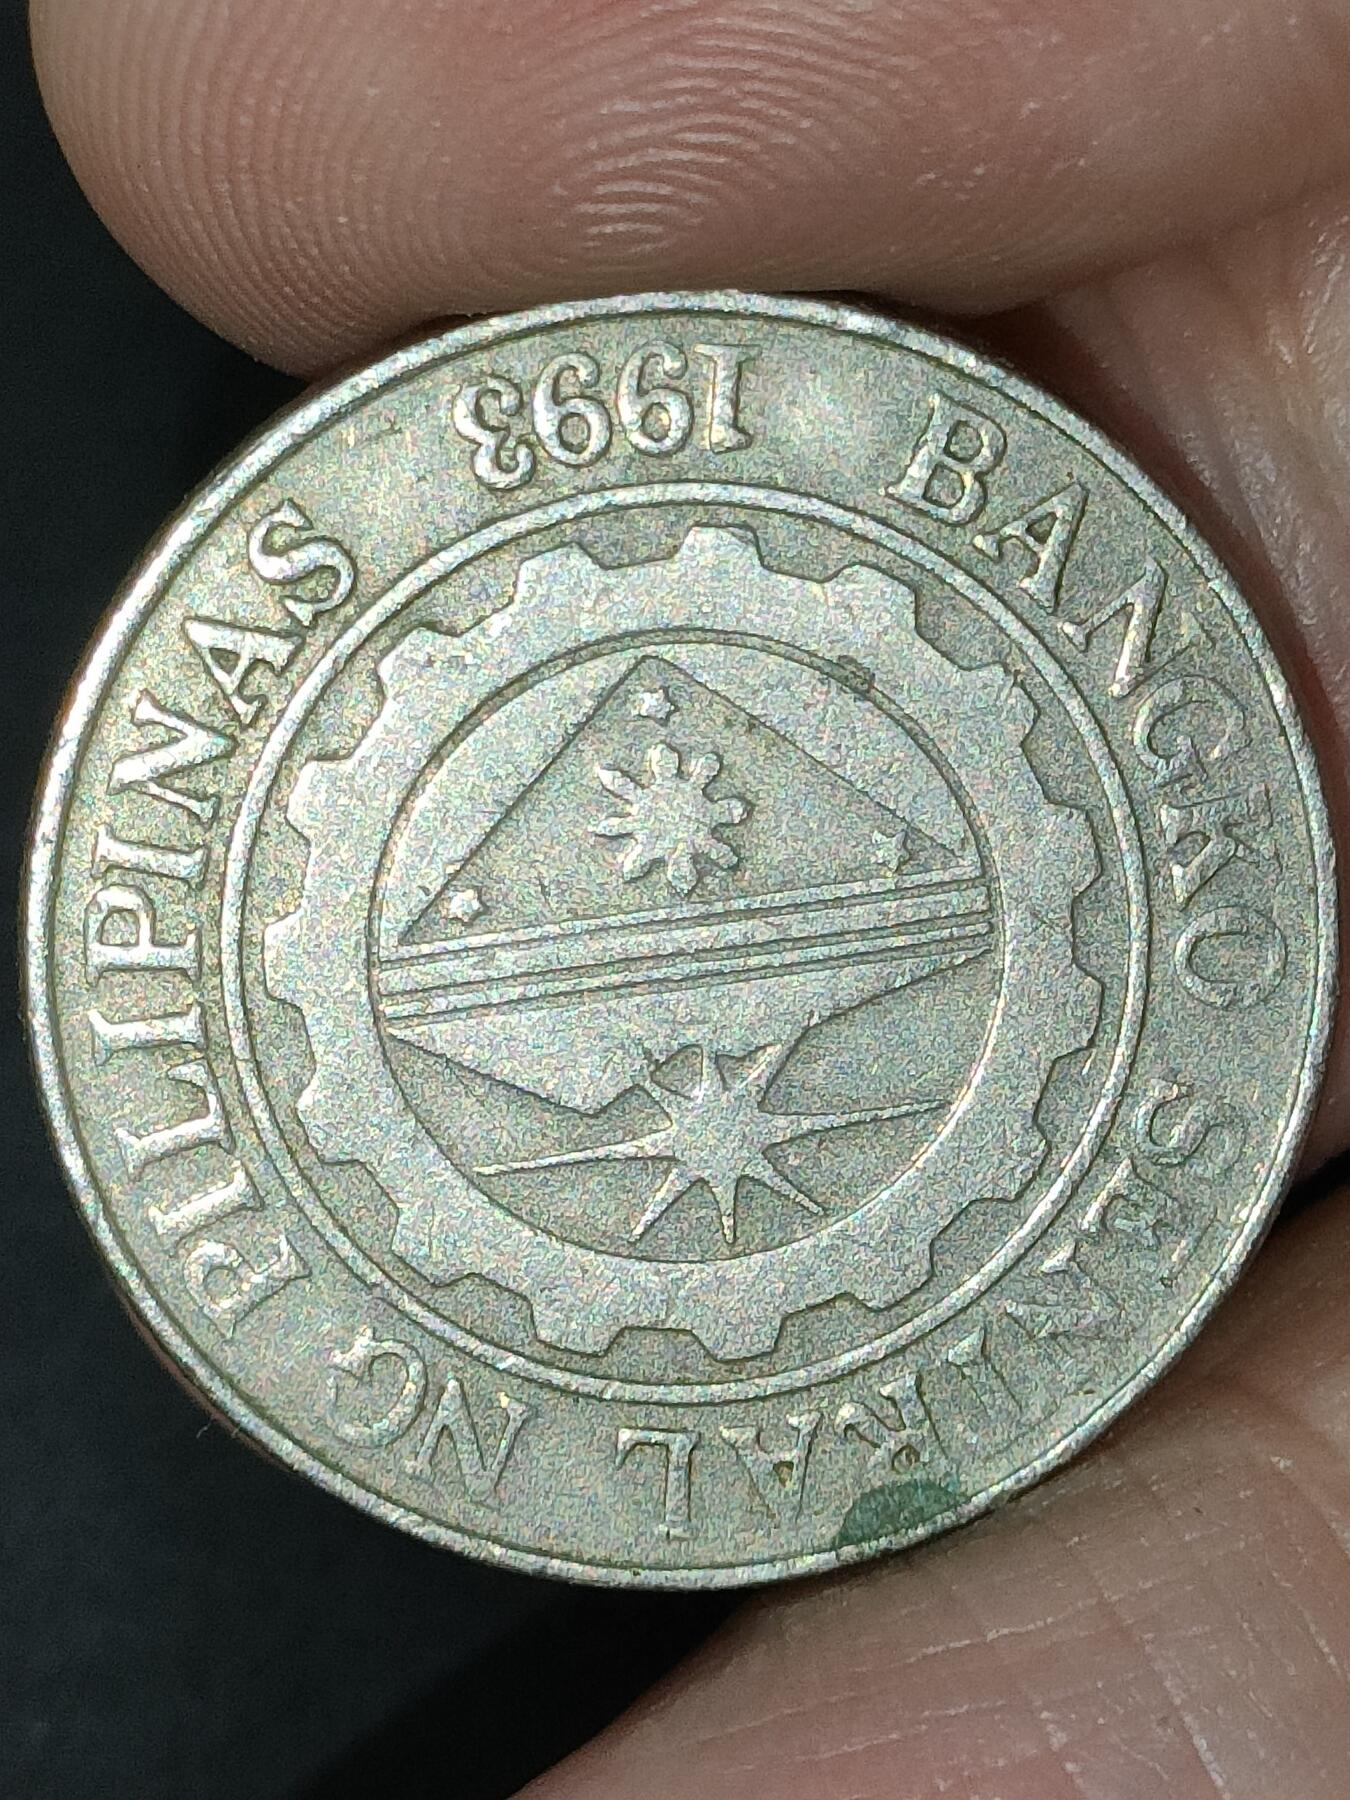 BANGKO SENTRAL NG PILIPINAS
1993